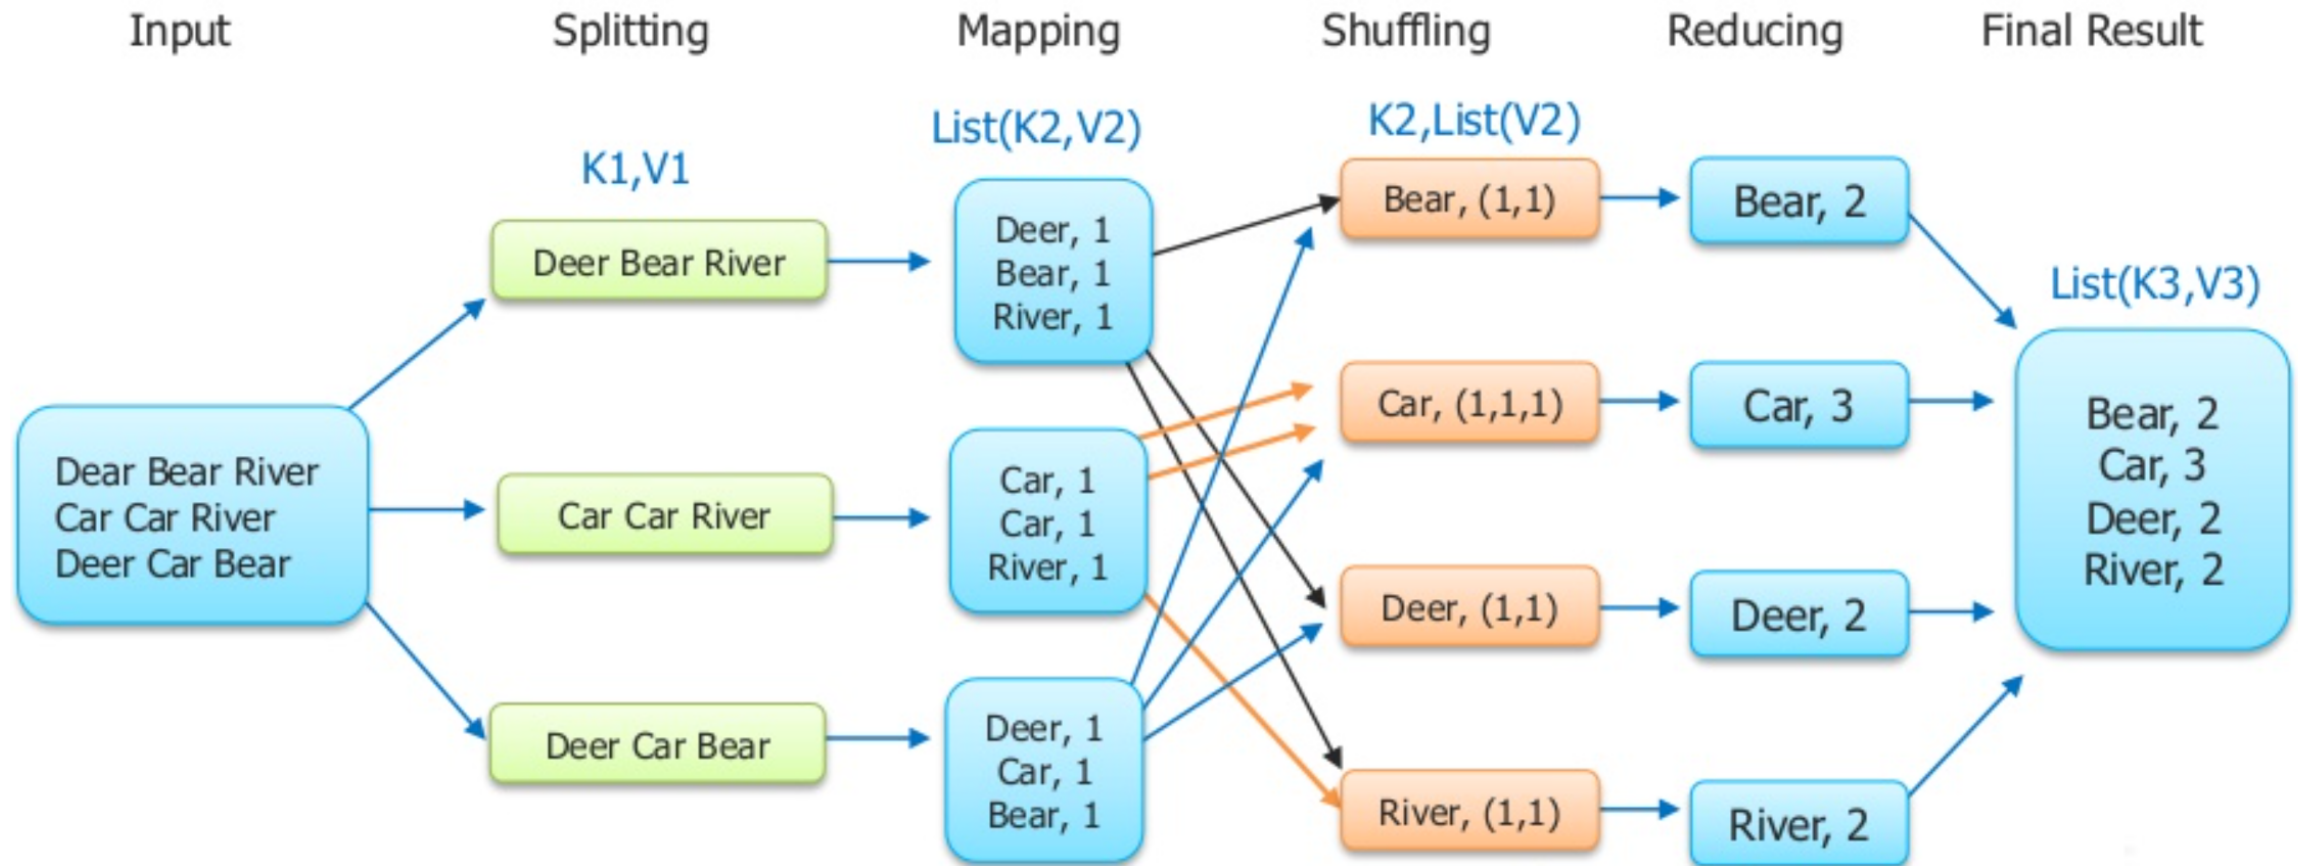 Input
Splitting
Mapping
Shuffling
Reducing
Final Result
Dear Bear River
Car Car River
Deer Car Bear
K1,V1
Deer Bear River
Car Car River
Deer Car Bear
List(K2,V2)
Deer, 1
Bear, 1
River, 1
Car, 1
Car, 1
River, 1
Deer, 1
Car, 1
Bear, 1
K2,List(V2)
Bear, (1,1)
Car, (1,1,1)
Deer, (1,1)
River, (1,1)
Bear, 2
Car, 3
Deer, 2
River, 2
List(K3,V3)
Bear, 2
Car, 3
Deer, 2
River, 2